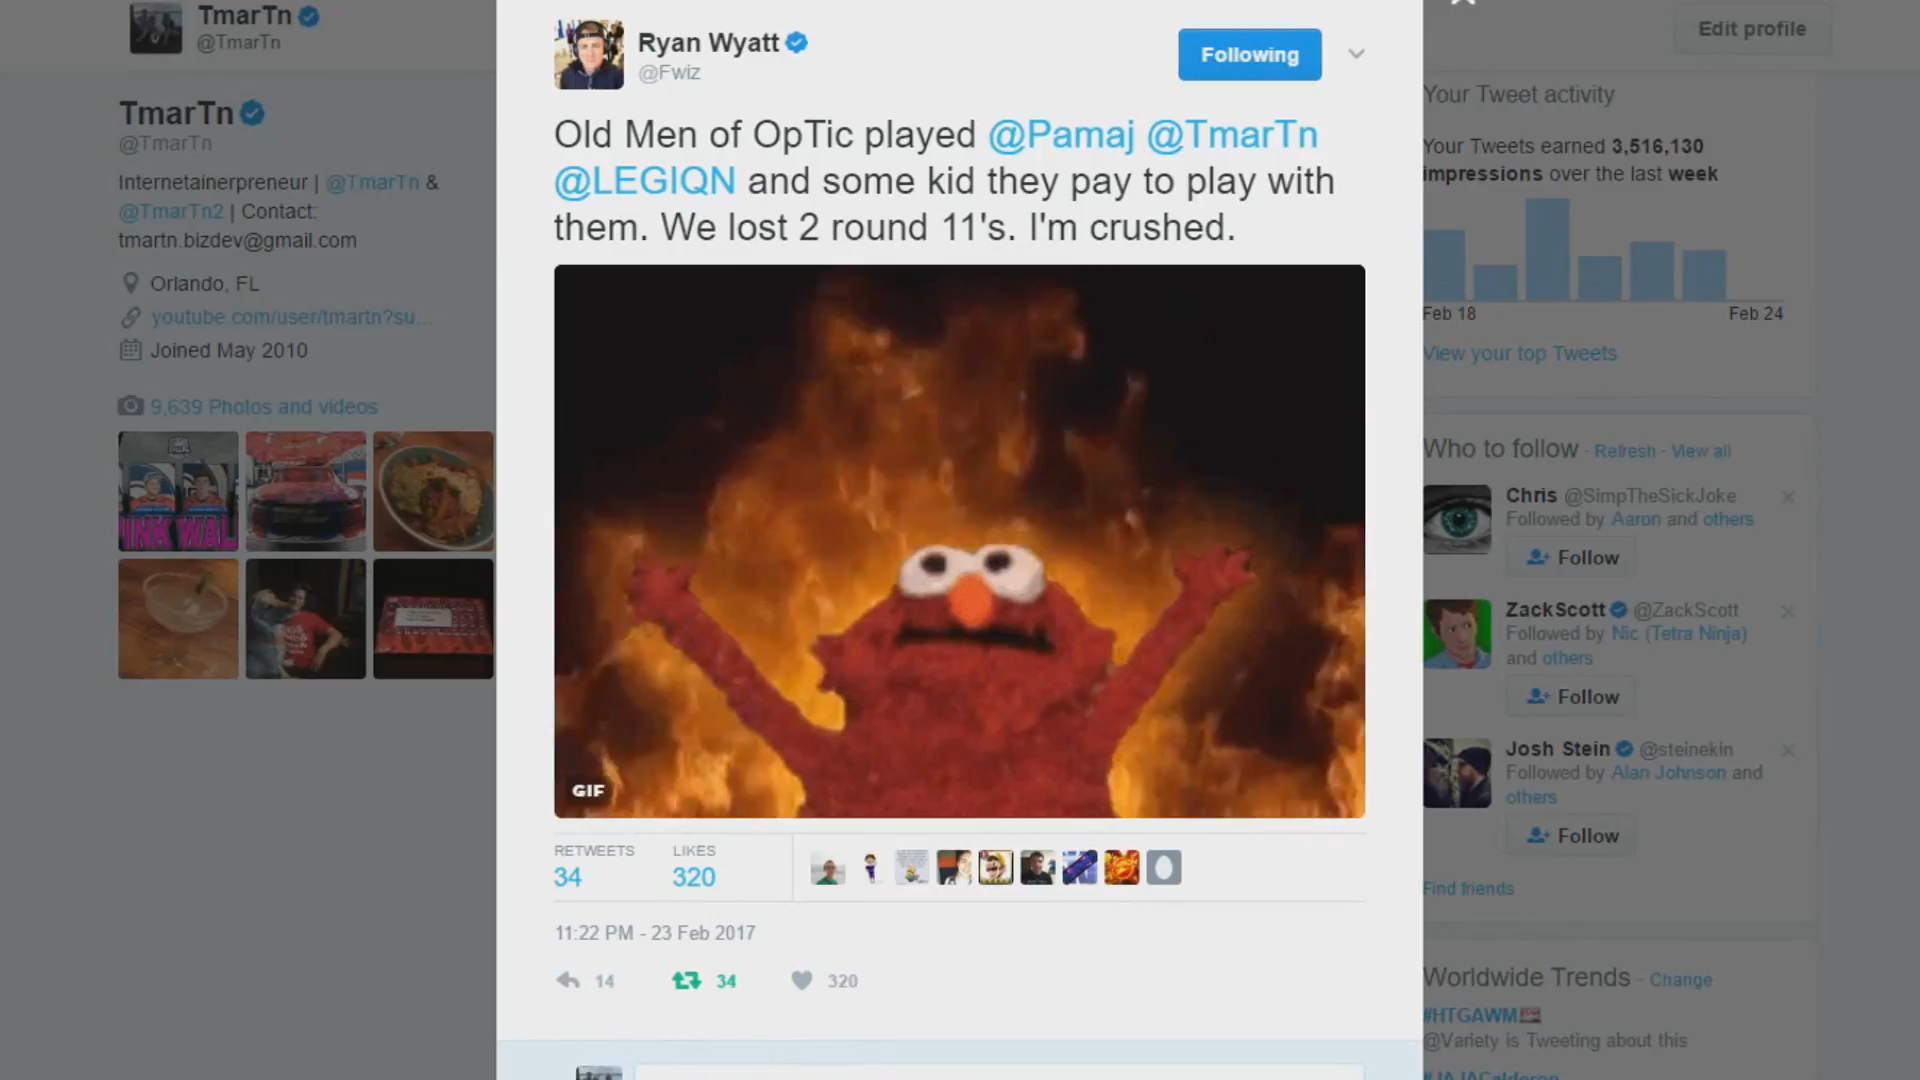 TmarTn
@TmarTn
Edit profile
TmarTn
@TmarTn
Internetainerpreneur | @TmarTn &
@TmarTn2 | Contact:
tmartn.bizdev@gmail.com
Orlando, FL
youtube.com/user/tmartn?su...
Joined May 2010
9,639 Photos and videos
INK WAL
Ryan Wyatt
@Fwiz
Following
Old Men of OpTic played @Pamaj @TmarTn
@LEGIQN and some kid they pay to play with
them. We lost 2 round 11's. I'm crushed.
GIF
RETWEETS
34
LIKES
320
11:22 PM - 23 Feb 2017
14
34
320
Your Tweet activity
Your Tweets earned 3,516,130
impressions over the last week
Feb 18
Feb 24
View your top Tweets
Who to follow · Refresh · View all
Chris @SimpTheSickJoke
Followed by Aaron and others
Follow
ZackScott @ZackScott
Followed by Nic (Tetra Ninja)
and others
Follow
Josh Stein @steinekin
Followed by Alan Johnson and
others
Follow
Find friends
Worldwide Trends · Change
#HTGAWM
@Variety is Tweeting about this